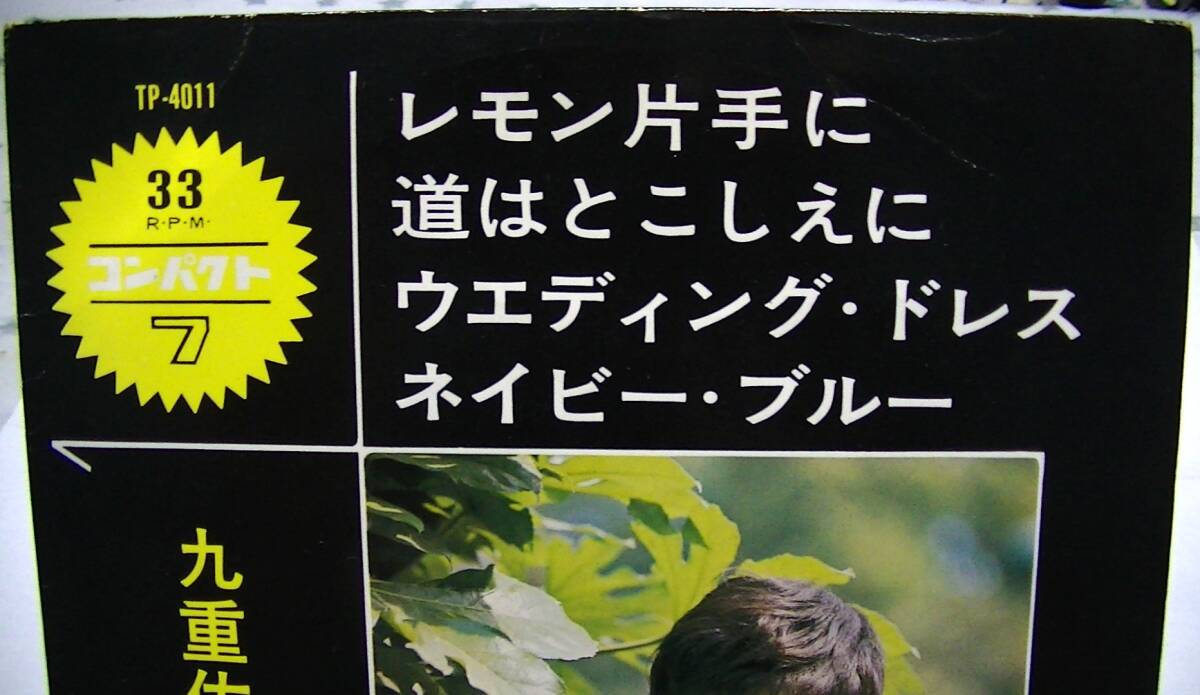 TP-4011
33
R·P·M·
コンパクト
7
レモン片手に
道はとこしえに
ウエディング・ドレス
ネイビー・ブルー
九重